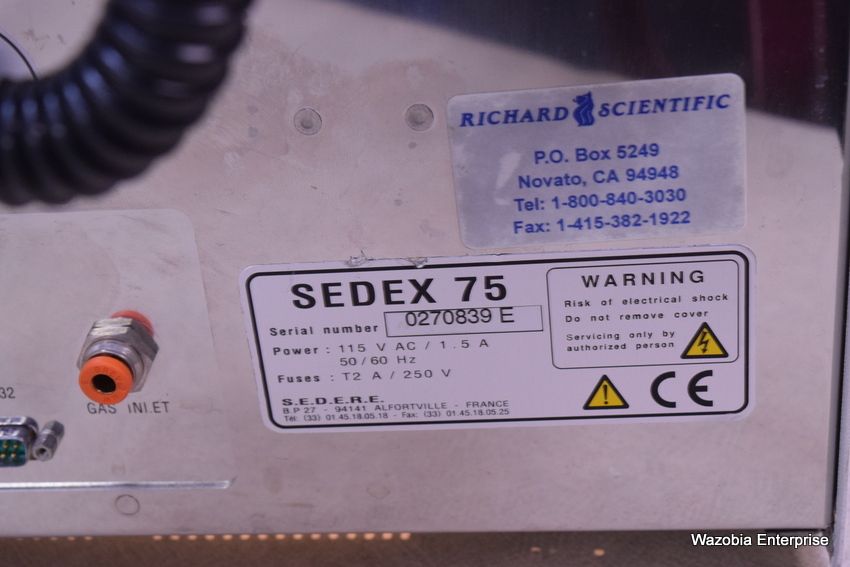 RICHARD SCIENTIFIC
P.O. Box 5249
Novato, CA 94948
Tel: 1-800-840-3030
Fax: 1-415-382-1922
SEDEX 75
Serial number 0270839 E
Power : 115 V AC / 1.5 A
50/60 Hz
Fuses : T2 A / 250 V
S.E.D.E.R.E.
B.P 27 - 94141 ALFORTVILLE - FRANCE
Tél: (33) 01.45.18.05.18 - Fax: (33) 01.45.18.05.25
WARNING
Risk of electrical shock
Do not remove cover
Servicing only by
authorized person
CE
32
GAS INLET
Wazobia Enterprise